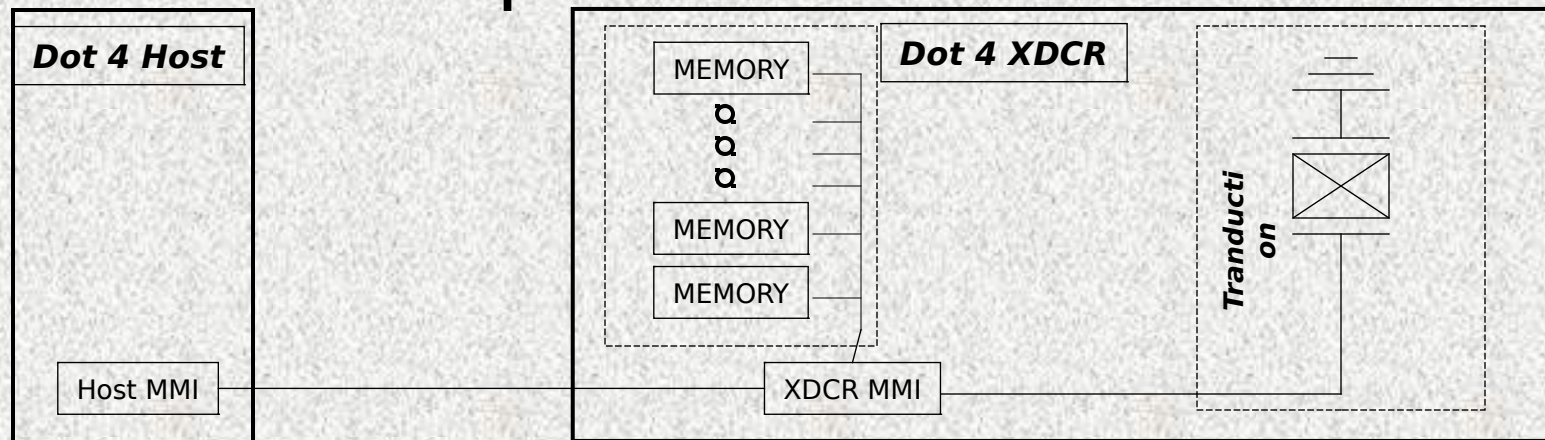 Dot 4 Host
MEMORY
Dot 4 XDCR
MEMORY
MEMORY
Tranducti
on
Host MMI
XDCR MMI